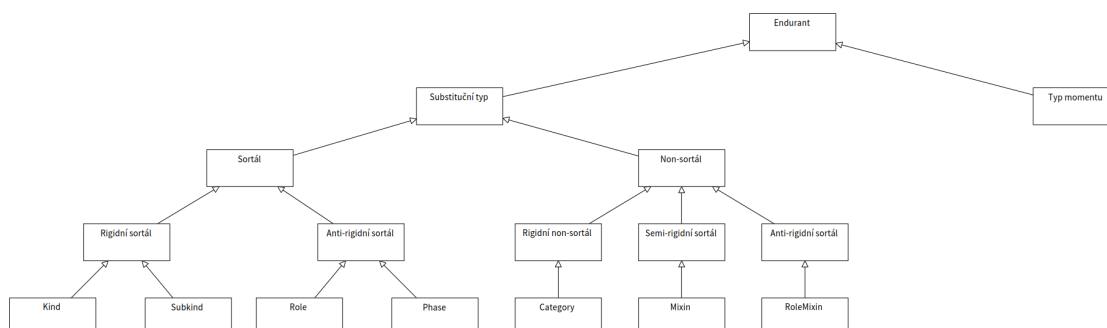 Endurant
Substituční typ
Typ momentu
Sortál
Non-sortál
Rigidní sortál
Anti-rigidní sortál
Rigidní non-sortál
Semi-rigidní sortál
Anti-rigidní sortál
Kind
Subkind
Role
Phase
Category
Mixin
RoleMixin